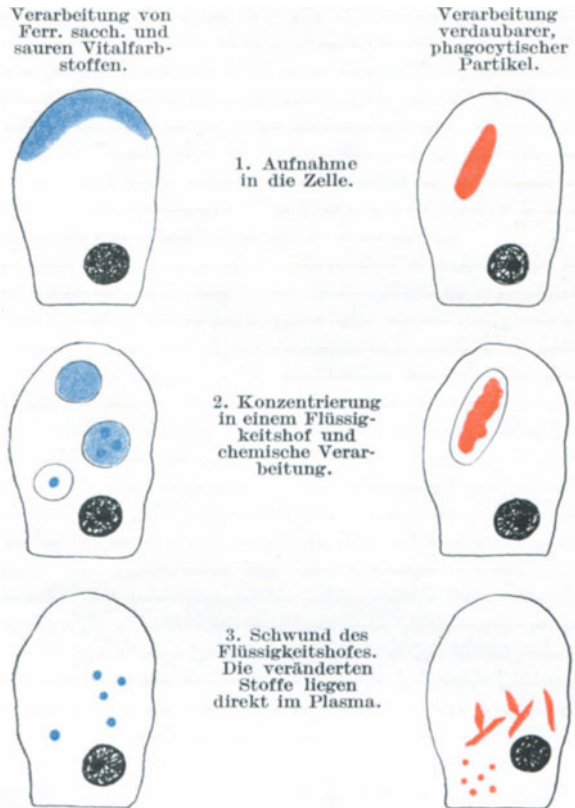 Verarbeitung von
Ferr. sacch. und
sauren Vitalfarb-
stoffen.
Verarbeitung
verdaubarer,
phagocytischer
Partikel.
1. Aufnahme
in die Zelle.
2. Konzentrierung
in einem Flüssig-
keitshof und
chemische Verar-
beitung.
3. Schwund des
Flüssigkeitshofes.
Die veränderten
Stoffe liegen
direkt im Plasma.